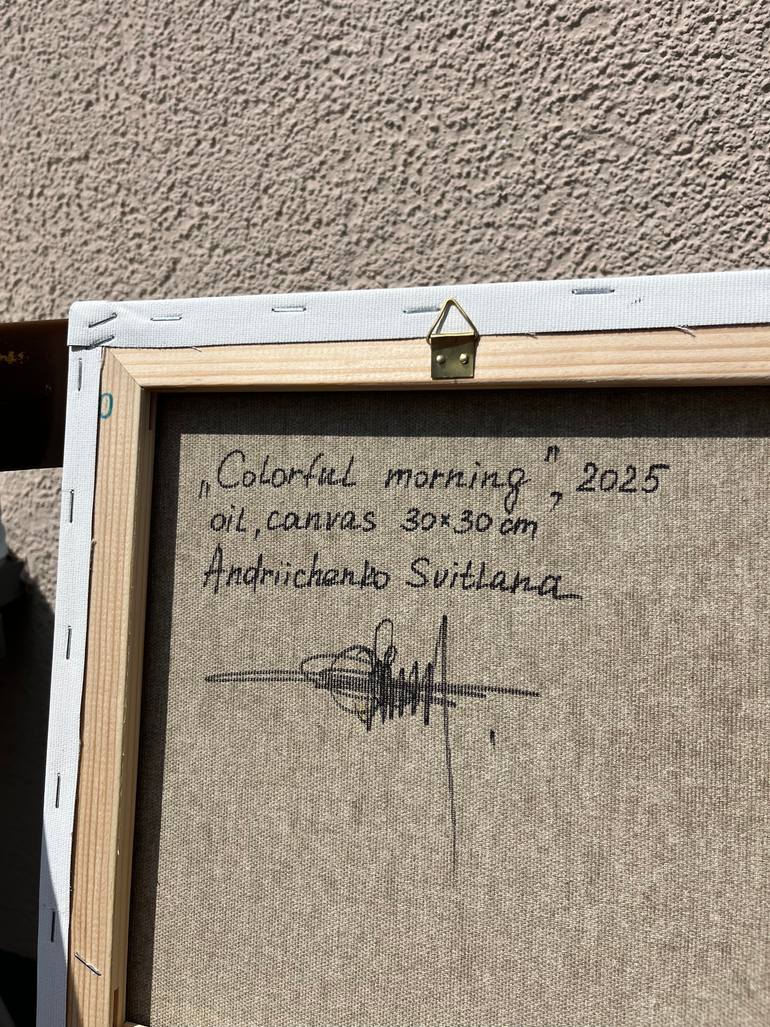 „Colorful morning", 2025
oil, canvas 30×30 cm
Andriichenko Svitlana